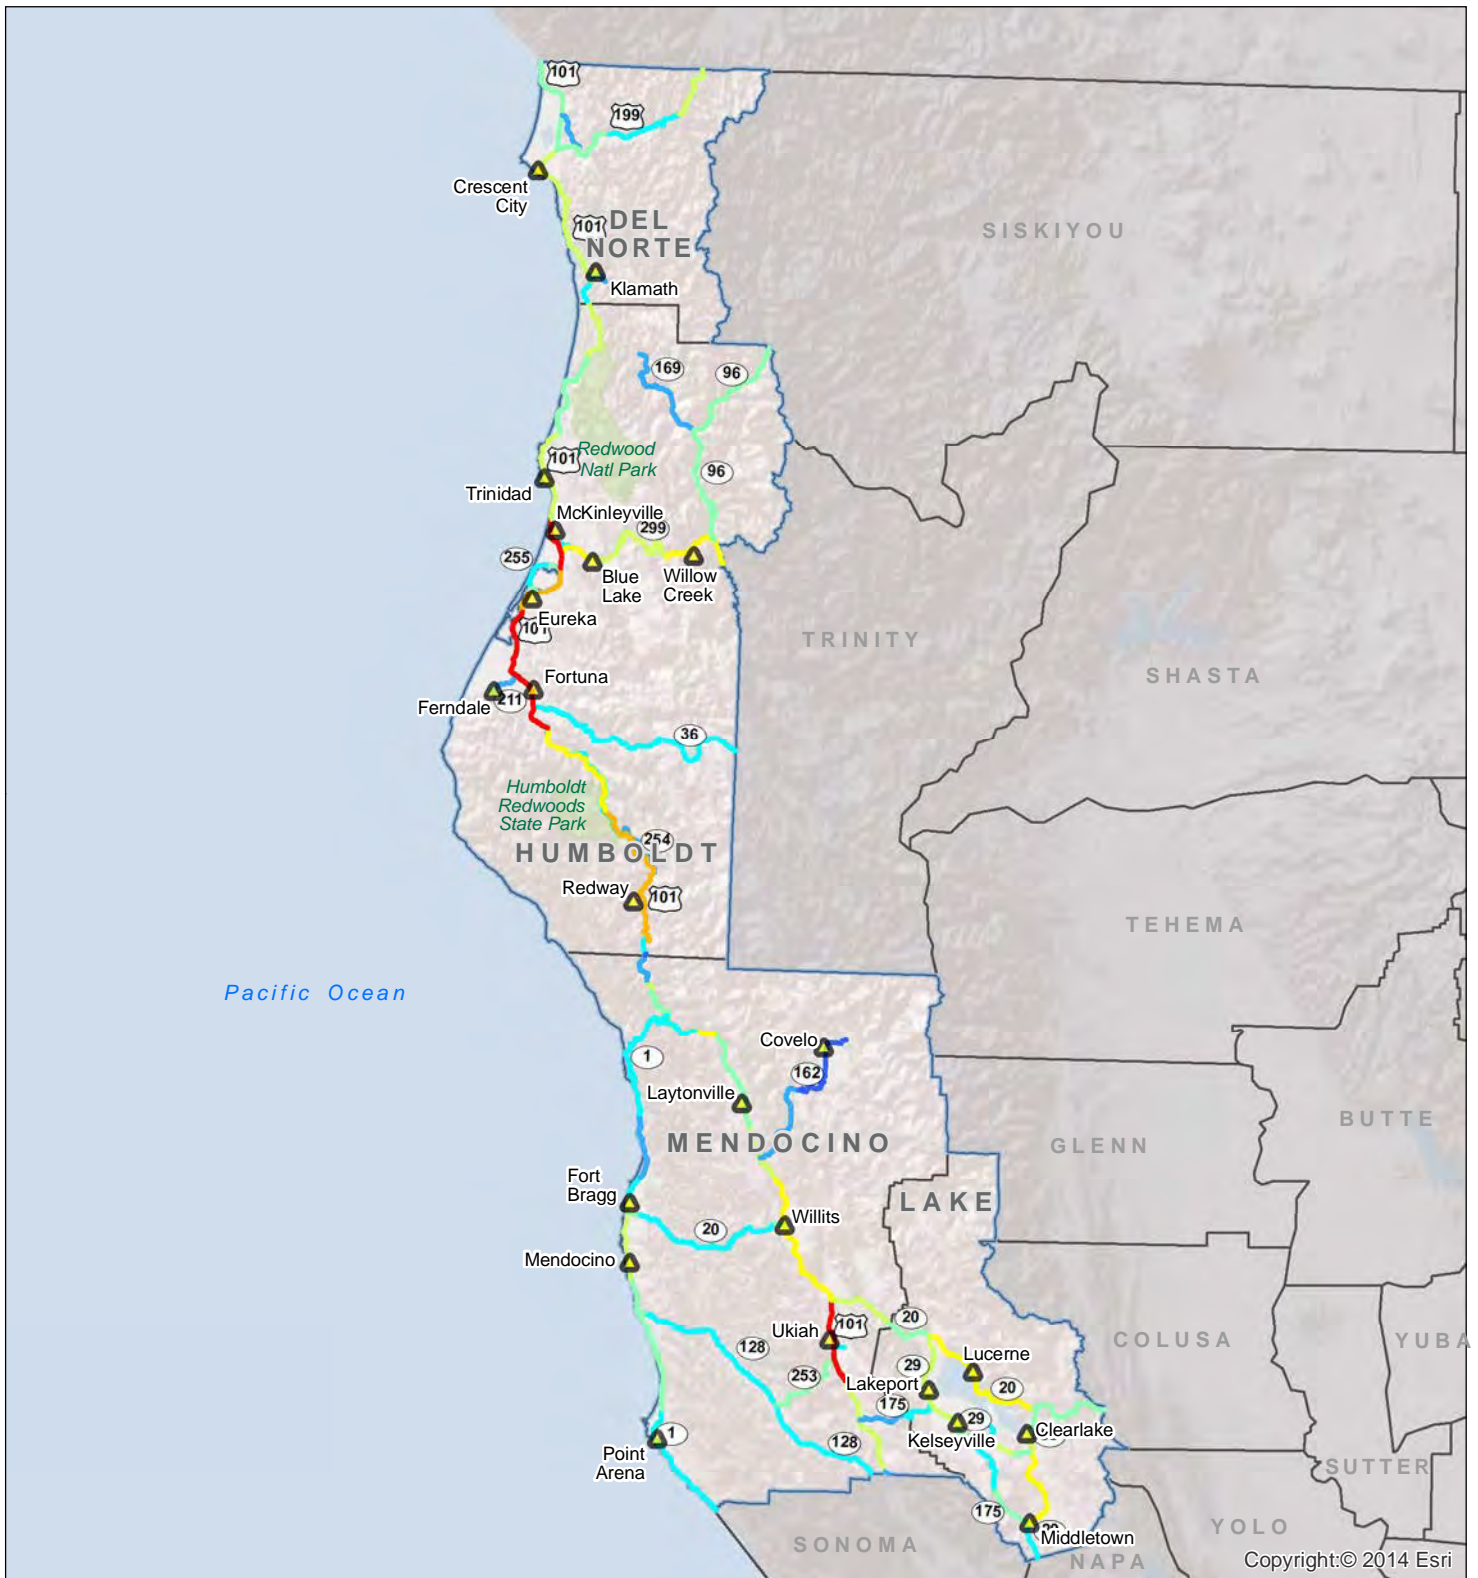 101
199
Crescent
City
DEL
NORTE
101
SISKIYOU
Klamath
169
96
Redwood
Natl Park
101
96
Trinidad
McKinleyville
299
255
Blue
Lake
Willow
Creek
Eureka
101
TRINITY
SHASTA
Fortuna
Ferndale
211
36
Humboldt
Redwoods
State Park
254
HUMBOLDT
Redway
101
TEHEMA
Pacific Ocean
Covelo
1
162
Laytonville
BUTTE
MENDOCINO
GLENN
Fort
Bragg
LAKE
Willits
20
Mendocino
20
Ukiah
101
COLUSA
YUBA
128
Lucerne
29
253
Lakeport
20
175
29
Clearlake
Kelseyville
1
128
Point
Arena
SUTTER
175
Middletown
YOLO
SONOMA
NAPA
Copyright:© 2014 Esri